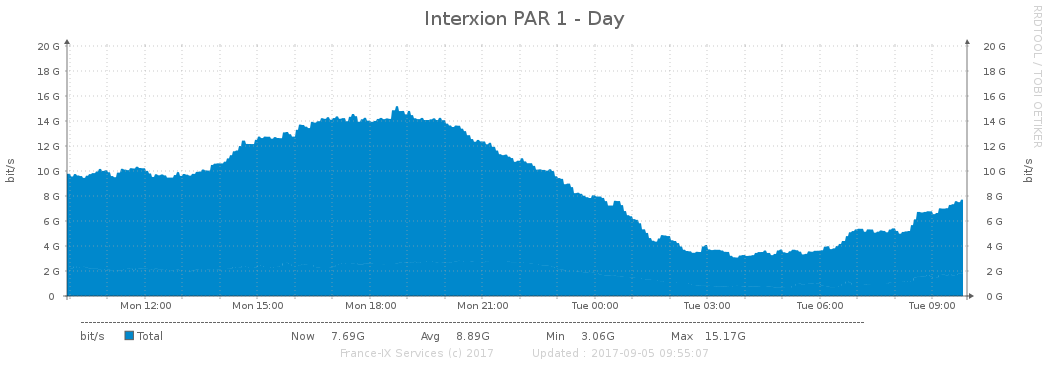 Interxion PAR 1 - Day
RRDTOOL / TOBI OETIKER
20 G 20 G
18 G 18 G
16 G 16 G
14 G 14 G
12 G 12 G
10 G 10 G
8 G 8 G
6 G 6 G
4 G 4 G
2 G 2 G
0 0 G
bit/s
bit/s
Mon 12:00 Mon 15:00 Mon 18:00 Mon 21:00 Tue 00:00 Tue 03:00 Tue 06:00 Tue 09:00
bit/s Total Now 7.69G Avg 8.89G Min 3.06G Max 15.17G
France-IX Services (c) 2017 Updated : 2017-09-05 09:55:07